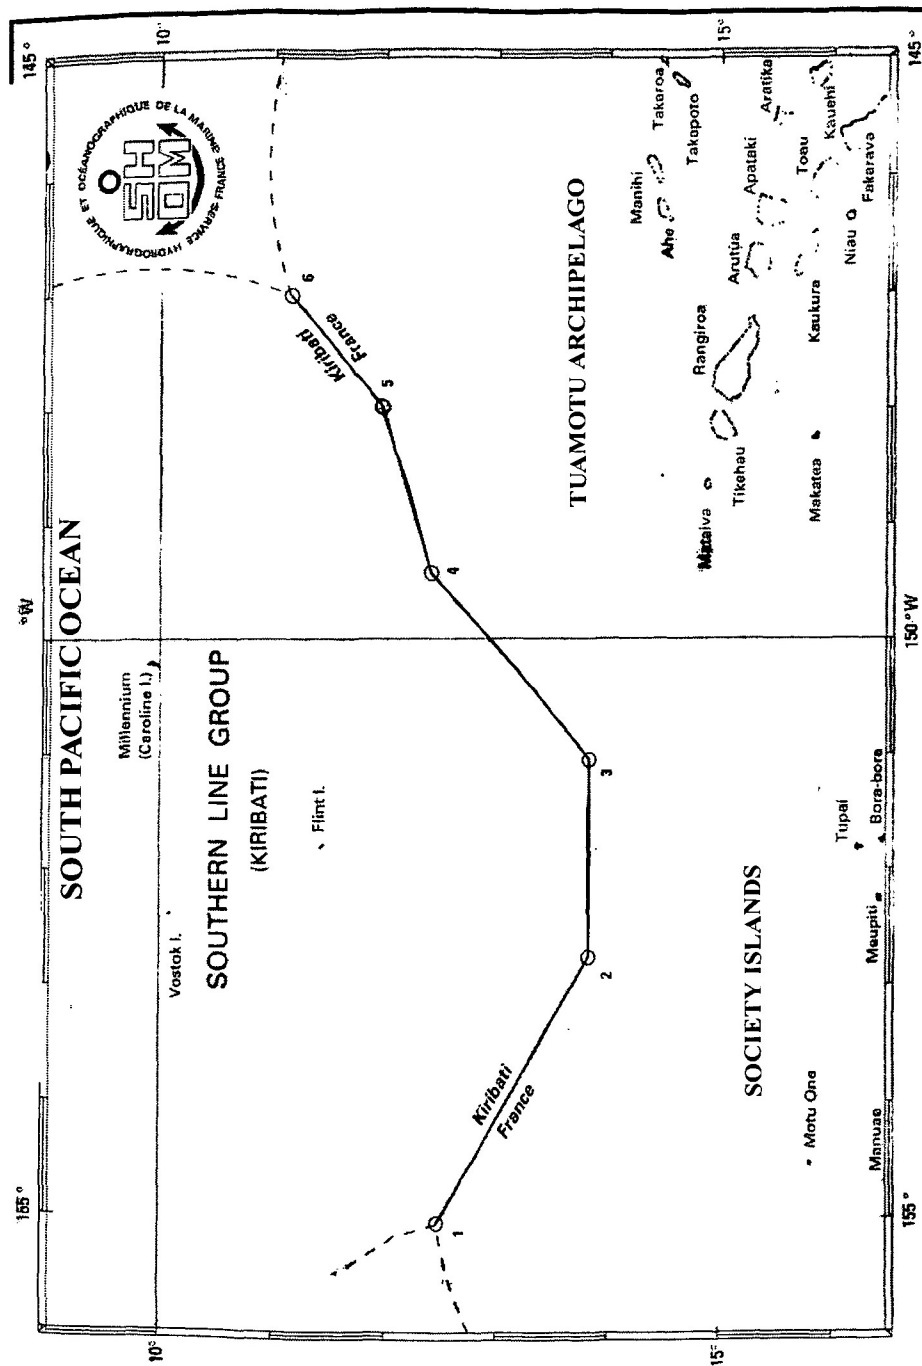 145°
150°W
155°
SOUTH PACIFIC OCEAN
SERVICE HYDROGRAPHIQUE ET OCÉANOGRAPHIQUE DE LA MARINE
FRANCE
SH
OM
10°
10°
Vostok I.
Millennium
(Caroline I.)
SOUTHERN LINE GROUP
(KIRIBATI)
Flint I.
6
Kiribati
France
5
4
3
2
1
Kiribati
France
TUAMOTU ARCHIPELAGO
Manihi
Takaroa
Ahe
Takapoto
Mataiva
Tikehau
Rangiroa
Arutua
Apataki
Aratika
Makatea
Kaukura
Toau
Kauehi
Niau
Fakarava
SOCIETY ISLANDS
15°
15°
Motu One
Manuae
Maupiti
Tupai
Bora-bora
155°
150°W
145°